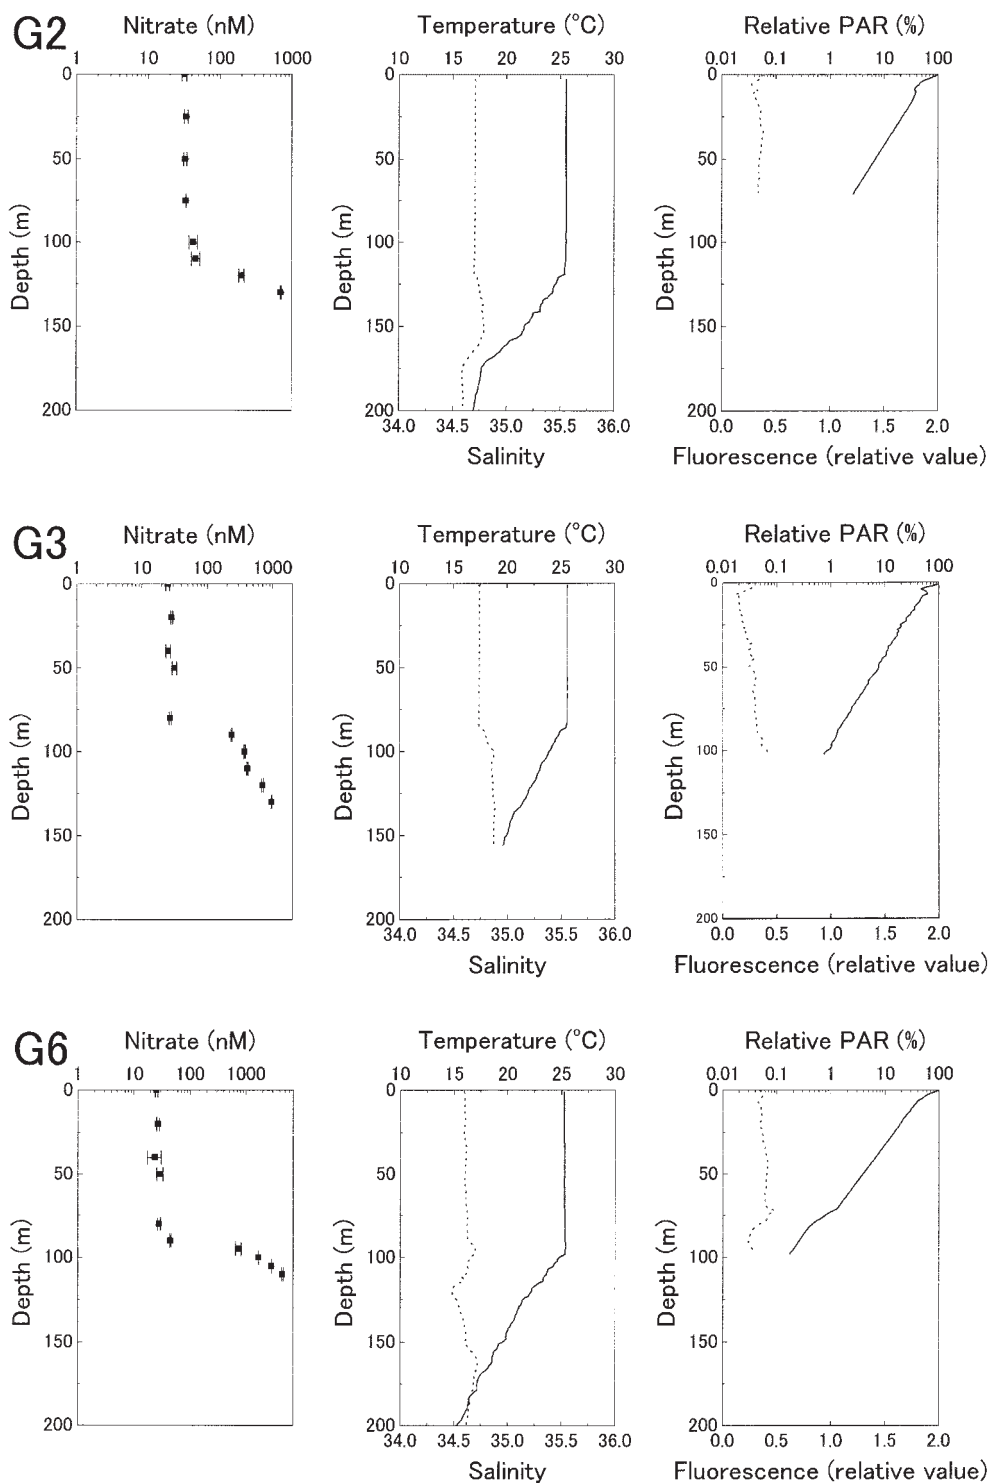 G2
Nitrate (nM)
1 10 100 1000
0
50
100
150
200
Depth (m)
Temperature (°C)
10 15 20 25 30
0
50
100
150
200
Depth (m)
34.0 34.5 35.0 35.5 36.0
Salinity
Relative PAR (%)
0.01 0.1 1 10 100
0
50
100
150
200
Depth (m)
0.0 0.5 1.0 1.5 2.0
Fluorescence (relative value)
G3
Nitrate (nM)
1 10 100 1000
0
50
100
150
200
Depth (m)
Temperature (°C)
10 15 20 25 30
0
50
100
150
200
Depth (m)
34.0 34.5 35.0 35.5 36.0
Salinity
Relative PAR (%)
0.01 0.1 1 10 100
0
50
100
150
200
Depth (m)
0.0 0.5 1.0 1.5 2.0
Fluorescence (relative value)
G6
Nitrate (nM)
1 10 100 1000
0
50
100
150
200
Depth (m)
Temperature (°C)
10 15 20 25 30
0
50
100
150
200
Depth (m)
34.0 34.5 35.0 35.5 36.0
Salinity
Relative PAR (%)
0.01 0.1 1 10 100
0
50
100
150
200
Depth (m)
0.0 0.5 1.0 1.5 2.0
Fluorescence (relative value)